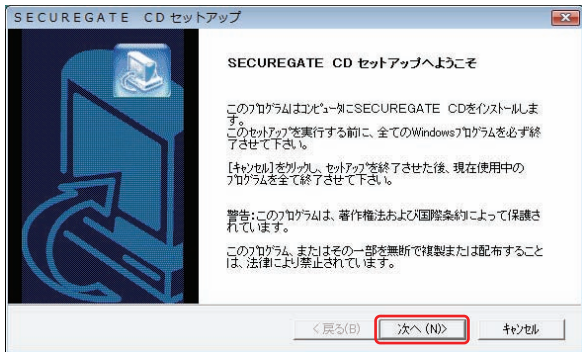 SECUREGATE CDセットアップ
SECUREGATE CD セットアップへようこそ
このプログラムはコンピュータにSECUREGATE CDをインストールしま
す。
このセットアップを実行する前に、全てのWindowsプログラムを必ず終
了させて下さい。
[キャンセル]をクリックし、セットアップを終了させた後、現在使用中の
プログラムを全て終了させて下さい。
警告:このプログラムは、著作権法および国際条約によって保護さ
れています。
このプログラム、またはその一部を無断で複製または配布すること
は、法律により禁止されています。
<戻る(B)
次へ(N)>
キャンセル